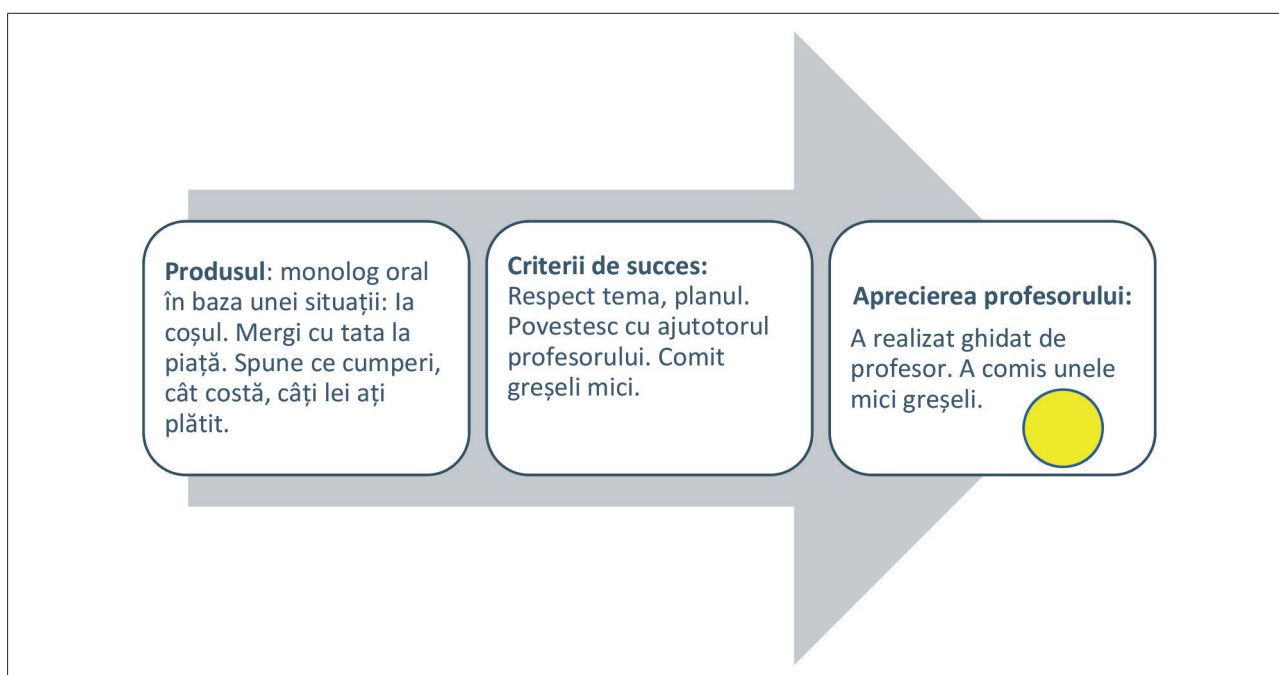 Produsul: monolog oral
în baza unei situații: Ia
coșul. Mergi cu tata la
piață. Spune ce cumperi,
cât costă, câți lei ați
plătit.
Criterii de succes:
Respect tema, planul.
Povestesc cu ajutotorul
profesorului. Comit
greșeli mici.
Aprecierea profesorului:
A realizat ghidat de
profesor. A comis unele
mici greșeli.